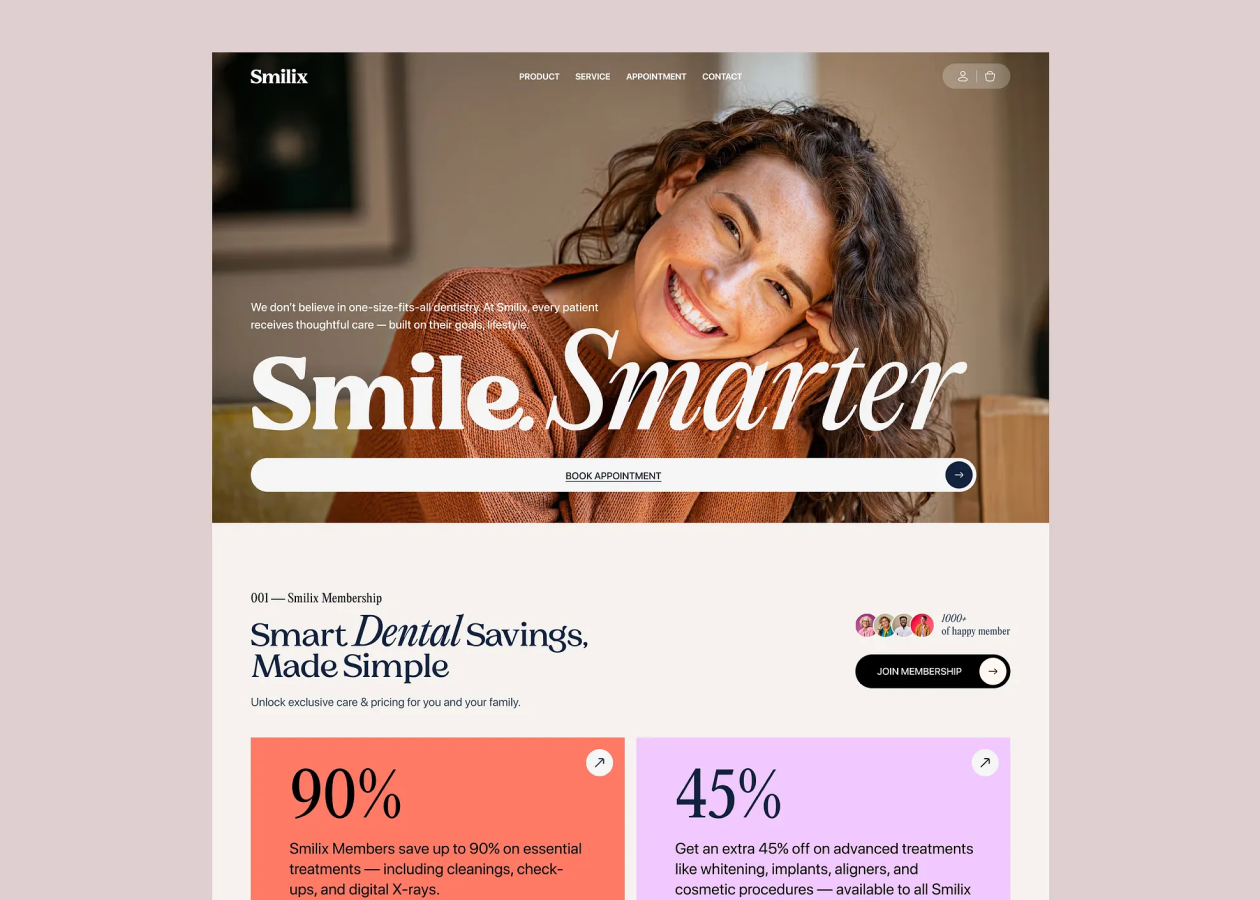 Smilix
PRODUCT SERVICE APPOINTMENT CONTACT
We don't believe in one-size-fits-all dentistry. At Smilix, every patient
receives thoughtful care — built on their goals, lifestyle.
Smile. Smarter
BOOK APPOINTMENT
001 — Smilix Membership
Smart Dental Savings,
Made Simple
Unlock exclusive care & pricing for you and your family.
1000+
of happy member
JOIN MEMBERSHIP
90%
Smilix Members save up to 90% on essential
treatments — including cleanings, check-
ups, and digital X-rays.
45%
Get an extra 45% off on advanced treatments
like whitening, implants, aligners, and
cosmetic procedures — available to all Smilix